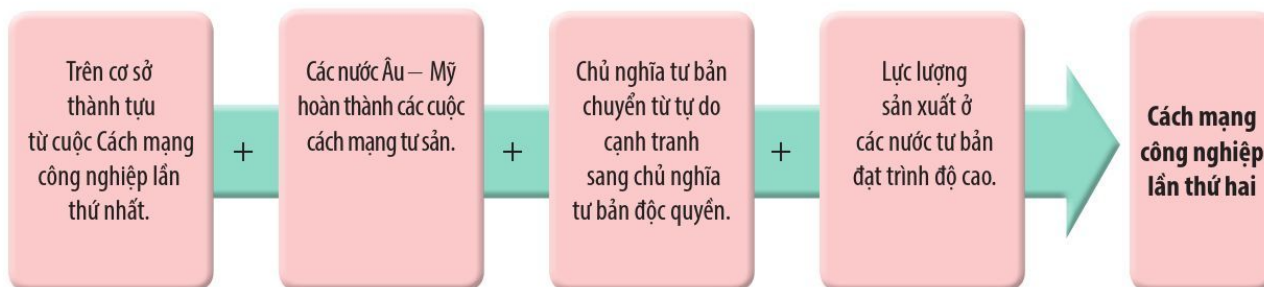 Trên cơ sở
thành tựu
từ cuộc Cách mạng
công nghiệp lần
thứ nhất.
+
Các nước Âu – Mỹ
hoàn thành các cuộc
cách mạng tư sản.
+
Chủ nghĩa tư bản
chuyển từ tự do
cạnh tranh
sang chủ nghĩa
tư bản độc quyền.
+
Lực lượng
sản xuất ở
các nước tư bản
đạt trình độ cao.
Cách mạng
công nghiệp
lần thứ hai